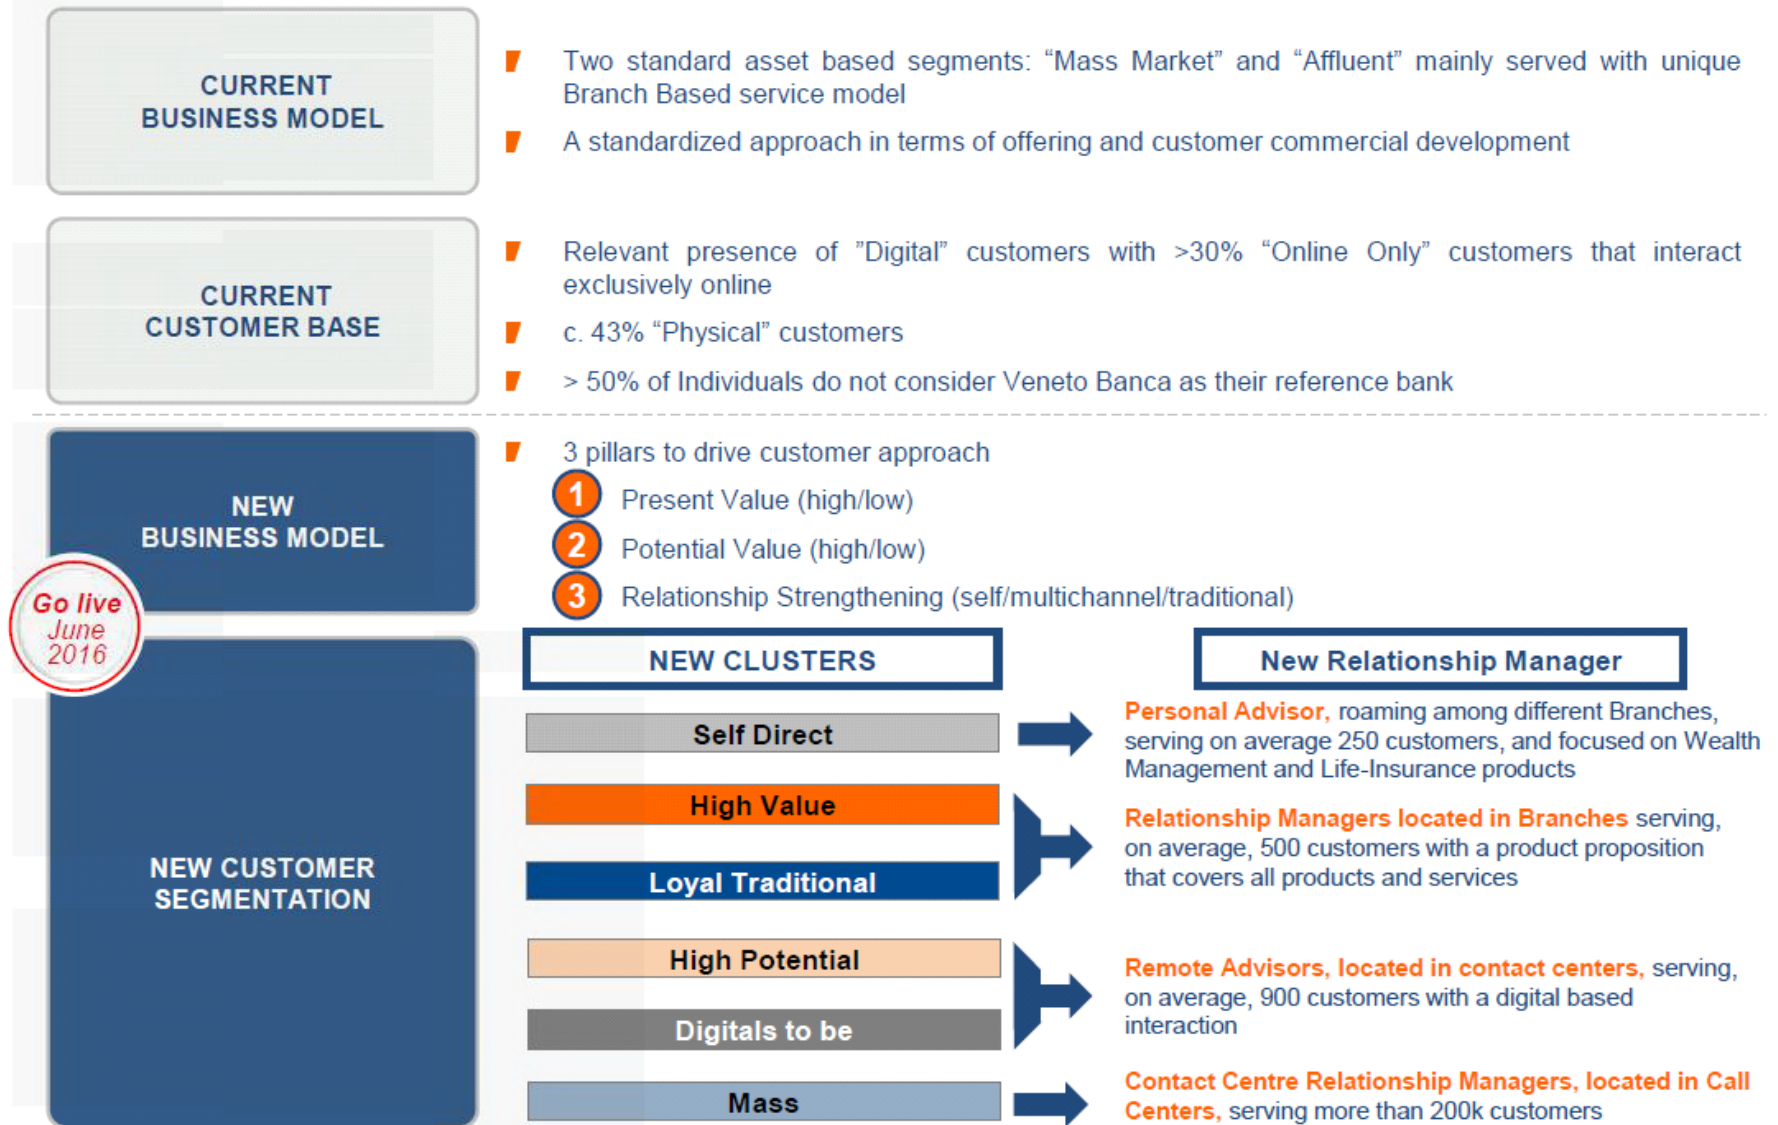 CURRENT
BUSINESS MODEL
Two standard asset based segments: “Mass Market” and “Affluent” mainly served with unique
Branch Based service model
A standardized approach in terms of offering and customer commercial development
CURRENT
CUSTOMER BASE
Relevant presence of ”Digital” customers with >30% “Online Only” customers that interact
exclusively online
c. 43% “Physical” customers
> 50% of Individuals do not consider Veneto Banca as their reference bank
NEW
BUSINESS MODEL
3 pillars to drive customer approach
1 Present Value (high/low)
2 Potential Value (high/low)
3 Relationship Strengthening (self/multichannel/traditional)
Go live
June
2016
NEW CUSTOMER
SEGMENTATION
NEW CLUSTERS
New Relationship Manager
Self Direct
Personal Advisor, roaming among different Branches,
serving on average 250 customers, and focused on Wealth
Management and Life-Insurance products
High Value
Loyal Traditional
Relationship Managers located in Branches serving,
on average, 500 customers with a product proposition
that covers all products and services
High Potential
Digitals to be
Remote Advisors, located in contact centers, serving,
on average, 900 customers with a digital based
interaction
Mass
Contact Centre Relationship Managers, located in Call
Centers, serving more than 200k customers